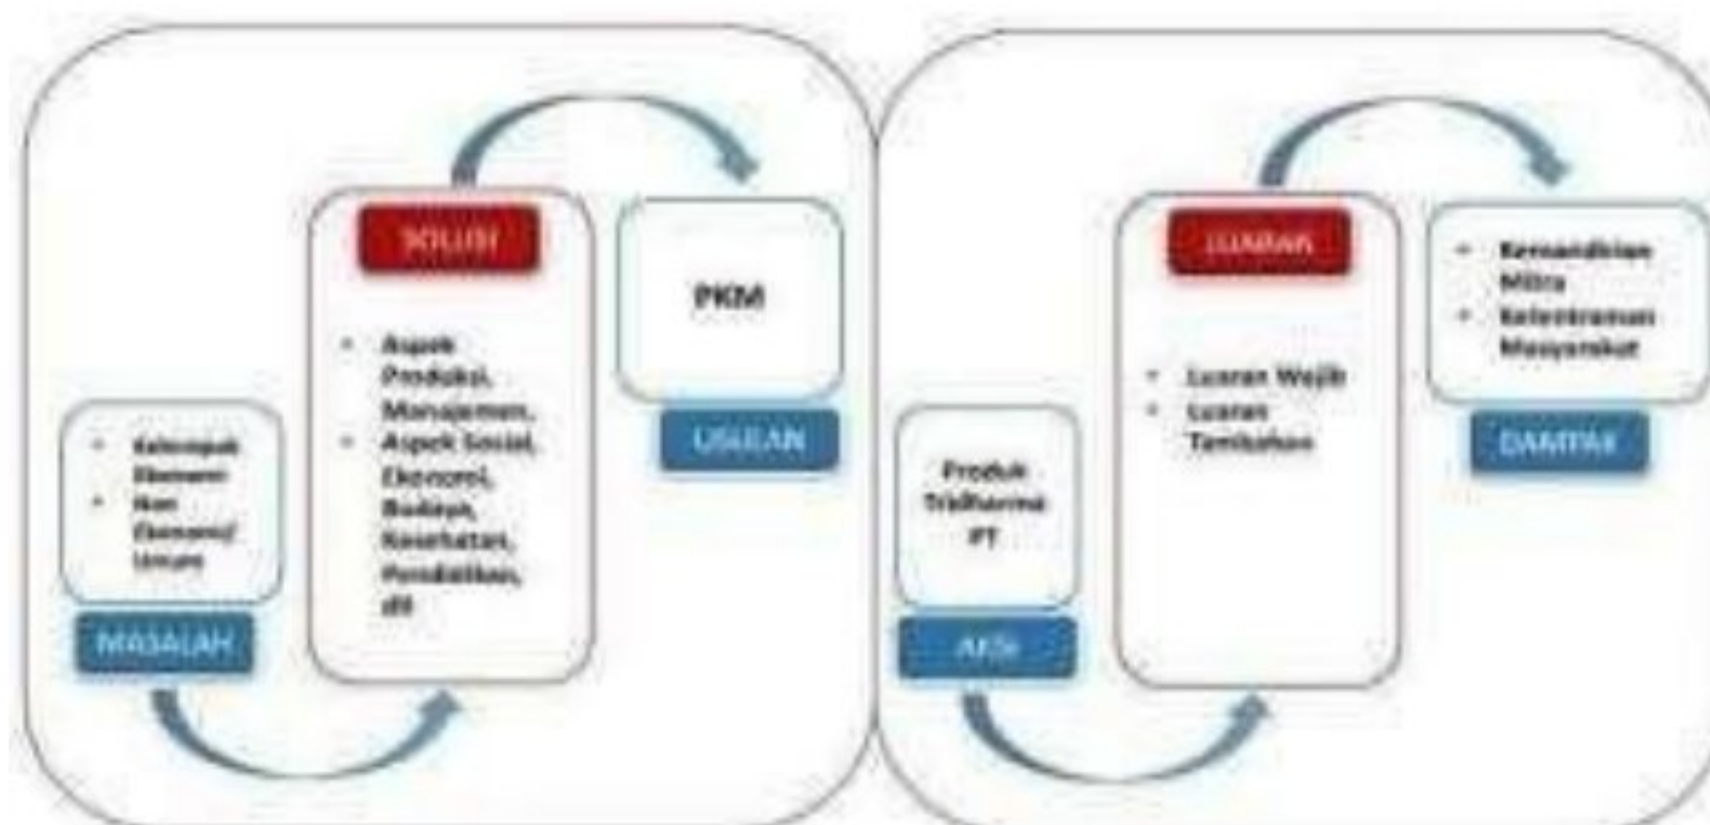 SOLUSI
• Aspek
Produksi,
Manajemen,
• Aspek Sosial,
Ekonomi,
Budaya,
Kesehatan,
Pendidikan,
dll
PKM
USULAN
• Kelompok
Ekonomi
• Non
Ekonomi/
Umum
MASALAH
LUARAN
• Luaran Wajib
• Luaran
Tambahan
• Kemandirian
Mitra
• Ketentraman
Masyarakat
DAMPAK
Produk
Tridharma
PT
AKSI